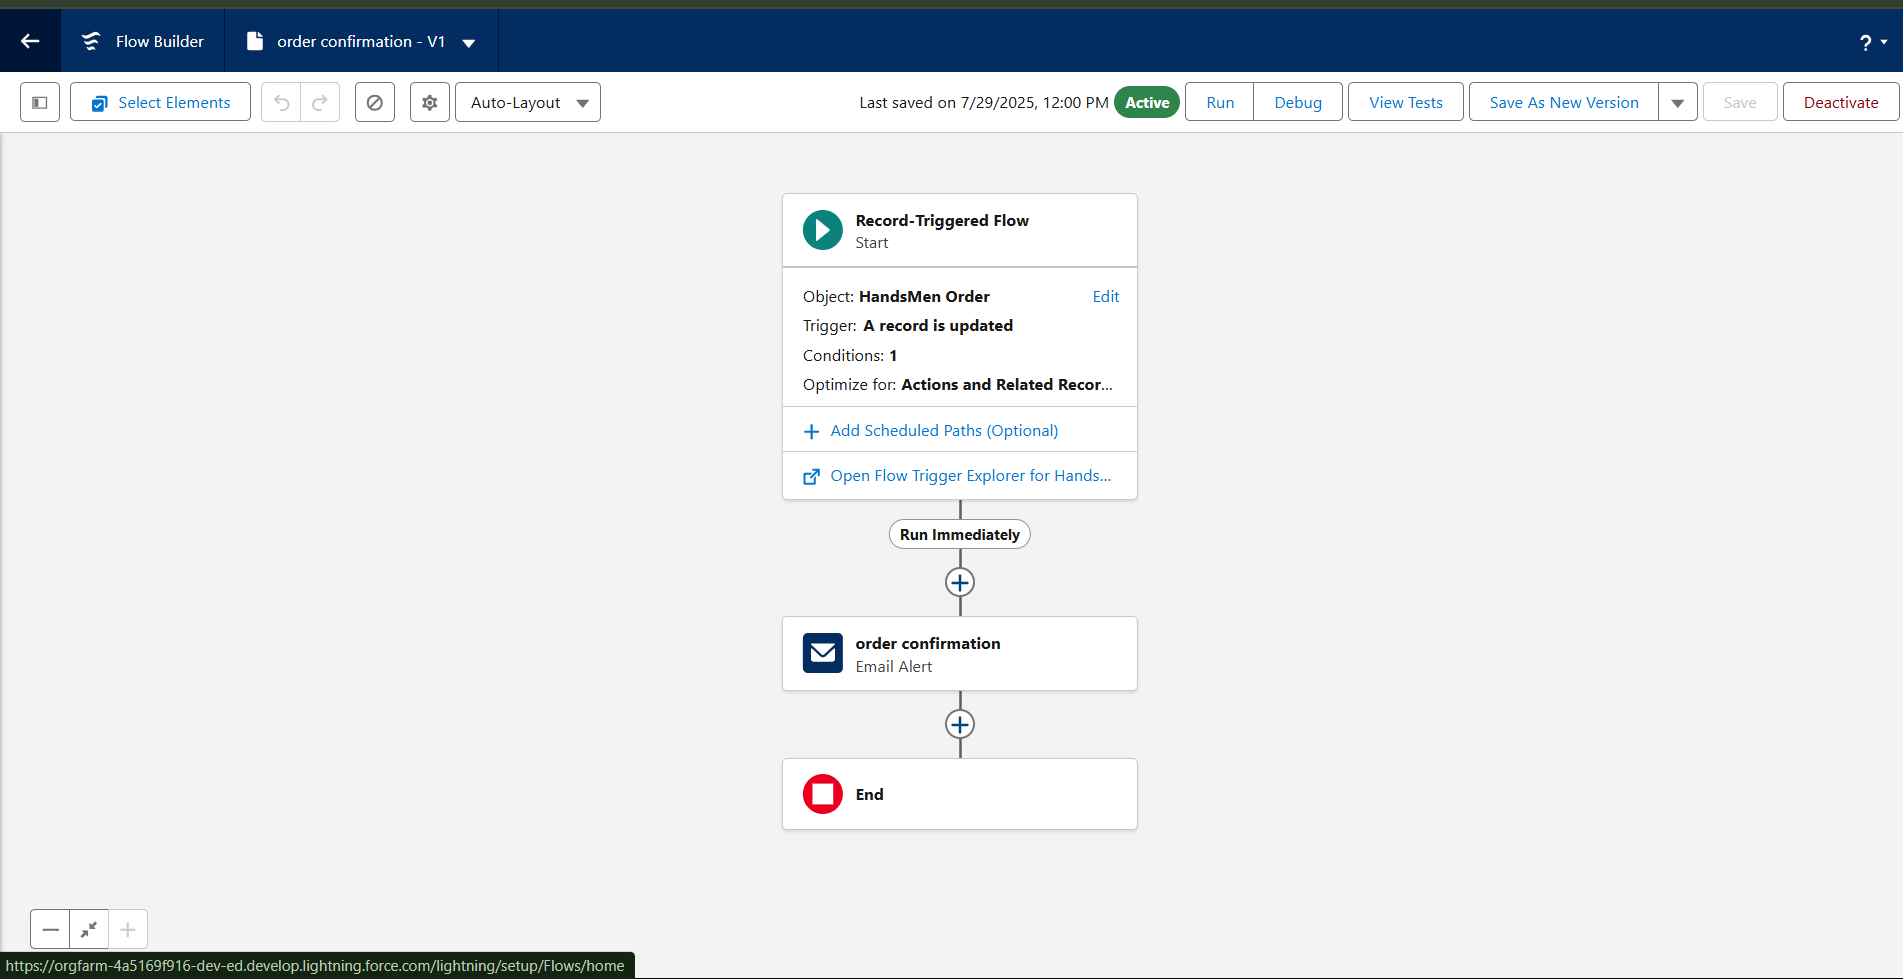 Flow Builder
order confirmation - V1
?
Select Elements
Auto-Layout
Last saved on 7/29/2025, 12:00 PM
Active
Run
Debug
View Tests
Save As New Version
Save
Deactivate
Record-Triggered Flow
Start
Object: HandsMen Order
Edit
Trigger: A record is updated
Conditions: 1
Optimize for: Actions and Related Recor...
Add Scheduled Paths (Optional)
Open Flow Trigger Explorer for Hands...
Run Immediately
order confirmation
Email Alert
End
https://orgfarm-4a5169f916-dev-ed.develop.lightning.force.com/lightning/setup/Flows/home